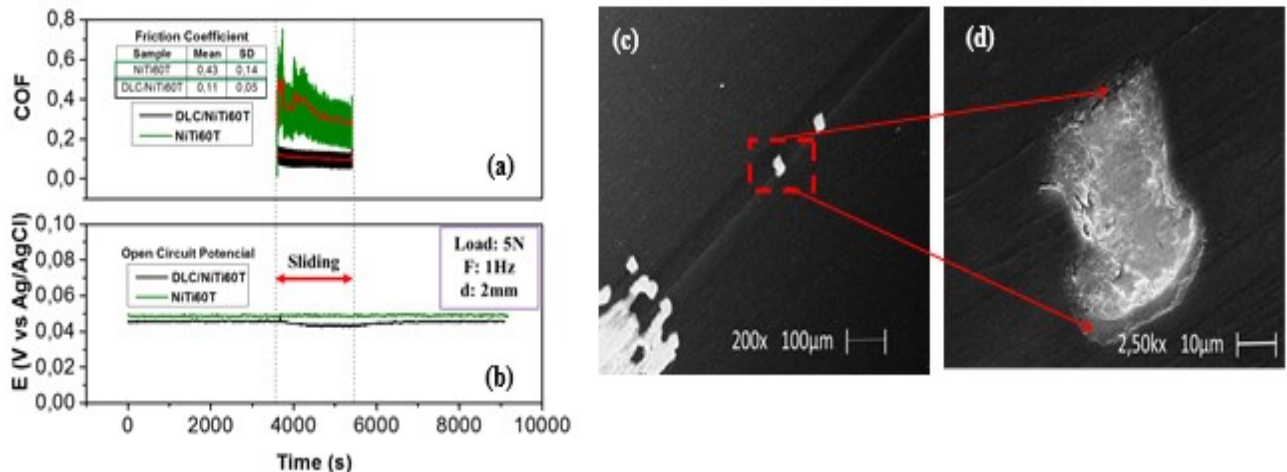 (a)
0,8
0,6
0,4
0,2
0,0
COF
Friction Coefficient
Sample Mean SD
NiTi60T 0,43 0,14
DLC/NiTi60T 0,11 0,05
DLC/NiTi60T
NiTi60T
0,10
0,08
0,06
0,04
0,02
0,00
E (V vs Ag/AgCl)
Open Circuit Potencial
DLC/NiTi60T
NiTi60T
Sliding
Load: 5N
F: 1Hz
d: 2mm
(b)
0 2000 4000 6000 8000 10000
Time (s)
(c)
200x 100µm
(d)
2,50kx 10µm